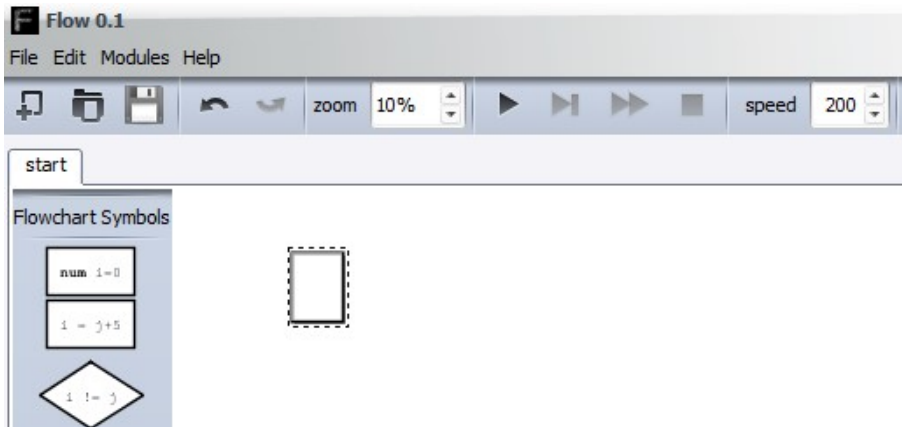 Flow 0.1
File Edit Modules Help
zoom 10% speed 200
start
Flowchart Symbols
num i=0
i = j+5
i != j